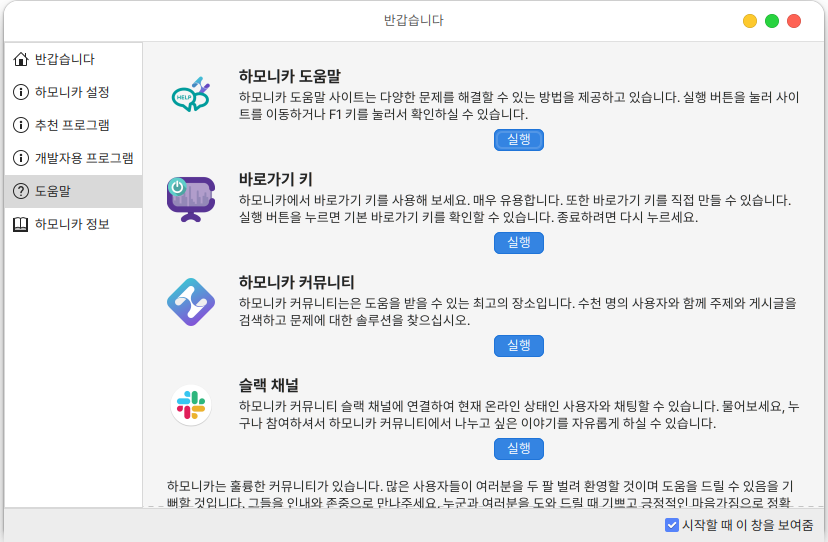 반갑습니다
반갑습니다
하모니카 설정
추천 프로그램
개발자용 프로그램
도움말
하모니카 정보
HELP
하모니카 도움말
하모니카 도움말 사이트는 다양한 문제를 해결할 수 있는 방법을 제공하고 있습니다. 실행 버튼을 눌러 사이
트를 이동하거나 F1 키를 눌러서 확인하실 수 있습니다.
실행
바로가기 키
하모니카에서 바로가기 키를 사용해 보세요. 매우 유용합니다. 또한 바로가기 키를 직접 만들 수 있습니다.
실행 버튼을 누르면 기본 바로가기 키를 확인할 수 있습니다. 종료하려면 다시 누르세요.
실행
하모니카 커뮤니티
하모니카 커뮤니티는은 도움을 받을 수 있는 최고의 장소입니다. 수천 명의 사용자와 함께 주제와 게시글을
검색하고 문제에 대한 솔루션을 찾으십시오.
실행
슬랙 채널
하모니카 커뮤니티 슬랙 채널에 연결하여 현재 온라인 상태인 사용자와 채팅할 수 있습니다. 물어보세요, 누
구나 참여하셔서 하모니카 커뮤니티에서 나누고 싶은 이야기를 자유롭게 하실 수 있습니다.
실행
하모니카는 훌륭한 커뮤니티가 있습니다. 많은 사용자들이 여러분을 두 팔 벌려 환영할 것이며 도움을 드릴 수 있음을 기
뻐할 것입니다. 그들을 인내와 존중으로 만나주세요. 누군과 여러분을 도와 드릴 때 기쁘고 긍정적인 마음가짐으로 정확
시작할 때 이 창을 보여줌